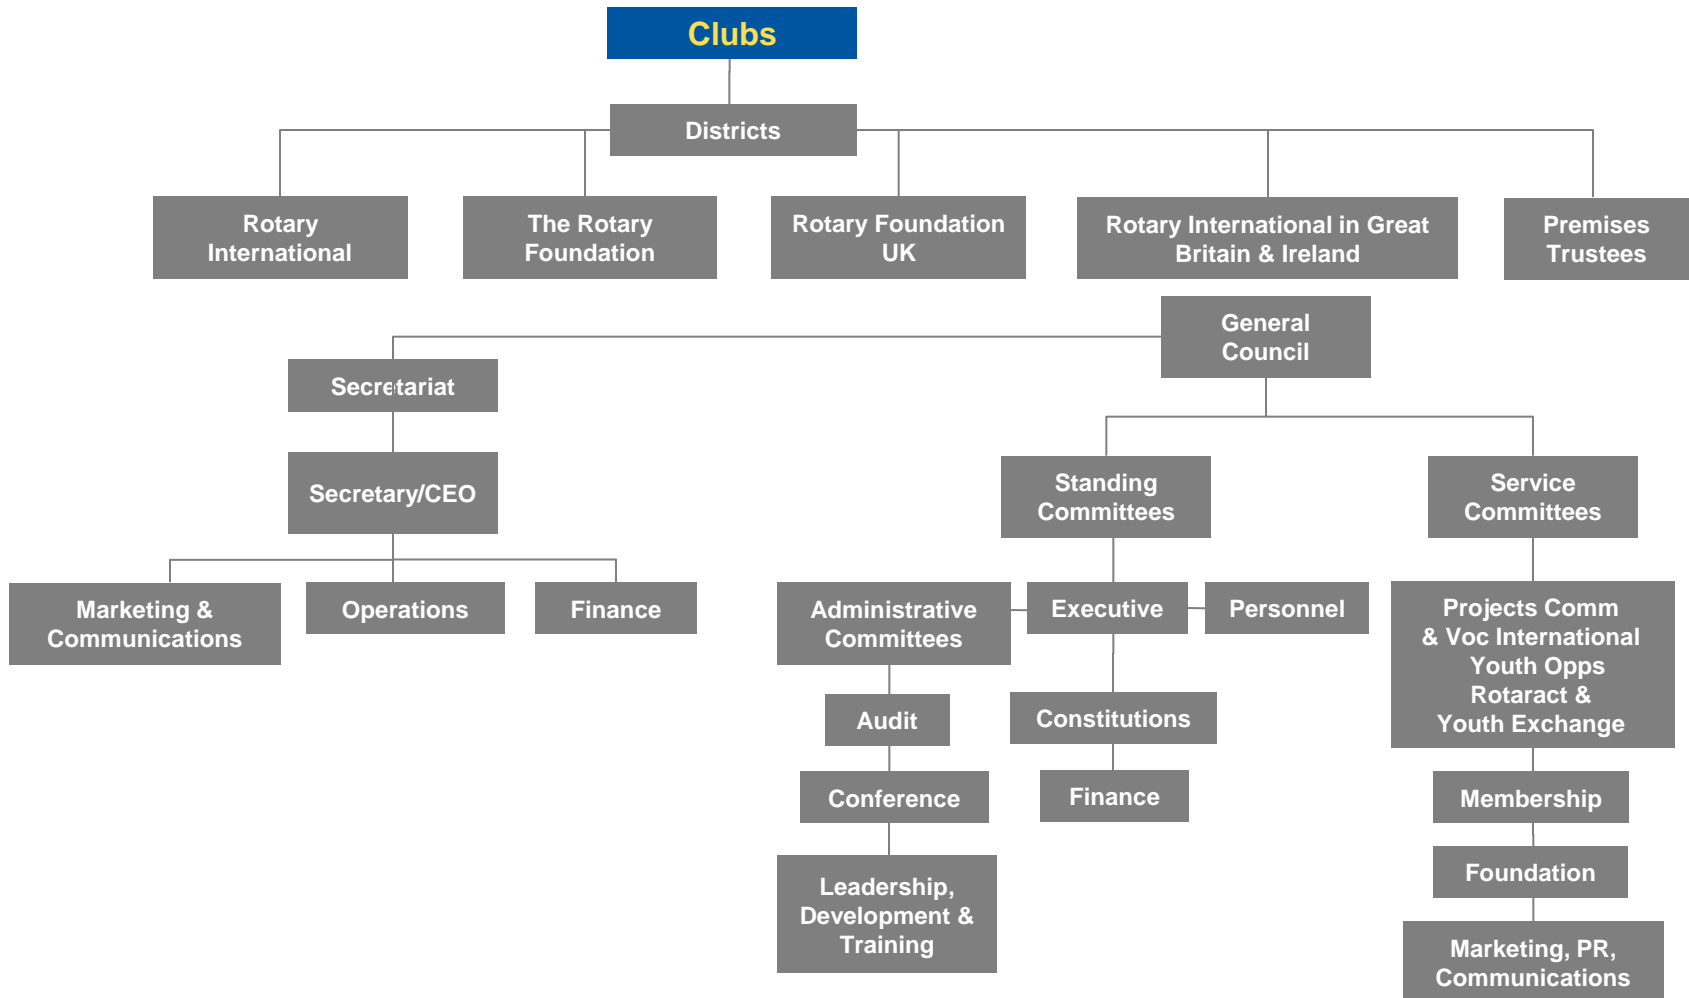 Clubs
Districts
Rotary
International
The Rotary
Foundation
Rotary Foundation
UK
Rotary International in Great
Britain & Ireland
Premises
Trustees
General
Council
Secretariat
Secretary/CEO
Standing
Committees
Service
Committees
Marketing &
Communications
Operations
Finance
Administrative
Committees
Executive
Personnel
Projects Comm
& Voc International
Youth Opps
Rotaract &
Youth Exchange
Audit
Constitutions
Conference
Finance
Membership
Leadership,
Development &
Training
Foundation
Marketing, PR,
Communications